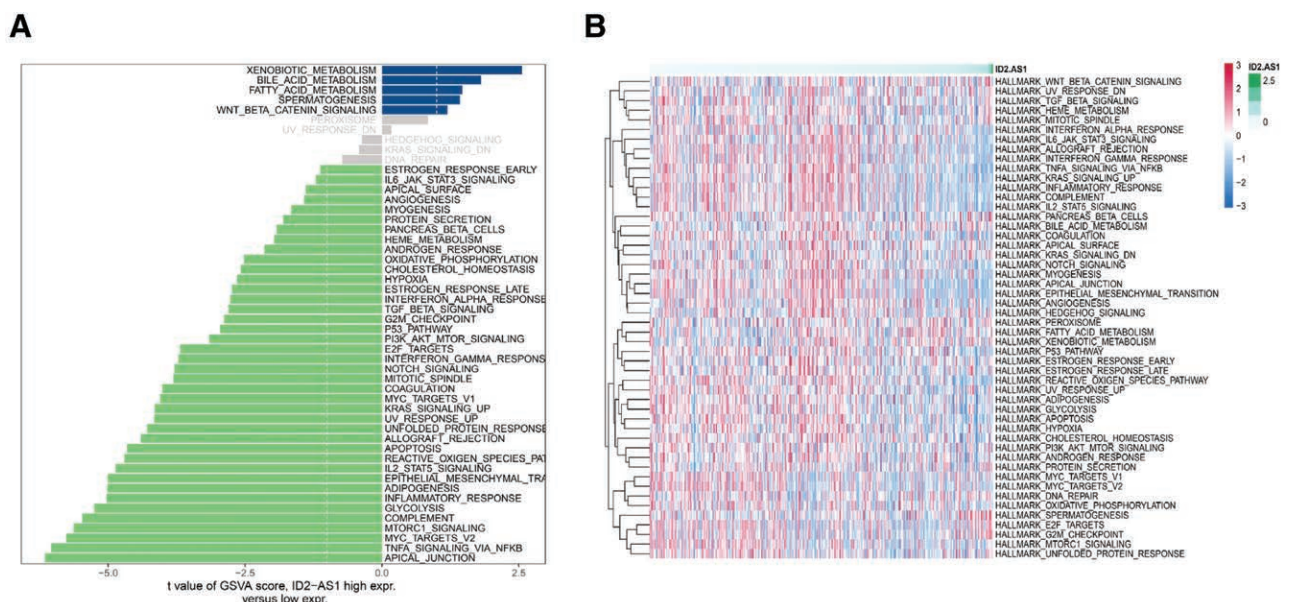 A
XENOBIOTIC_METABOLISM
BILE_ACID_METABOLISM
FATTY_ACID_METABOLISM
SPERMATOGENESIS
WNT_BETA_CATENIN_SIGNALING
PEROXISOME
UV_RESPONSE_DN
HEDGEHOG_SIGNALING
KRAS_SIGNALING_DN
DNA_REPAIR
ESTROGEN_RESPONSE_EARLY
IL6_JAK_STAT3_SIGNALING
APICAL_SURFACE
ANGIOGENESIS
MYOGENESIS
PROTEIN_SECRETION
PANCREAS_BETA_CELLS
HEME_METABOLISM
ANDROGEN_RESPONSE
OXIDATIVE_PHOSPHORYLATION
CHOLESTEROL_HOMEOSTASIS
HYPOXIA
ESTROGEN_RESPONSE_LATE
INTERFERON_ALPHA_RESPONSE
TGF_BETA_SIGNALING
G2M_CHECKPOINT
P53_PATHWAY
PI3K_AKT_MTOR_SIGNALING
E2F_TARGETS
INTERFERON_GAMMA_RESPONS
NOTCH_SIGNALING
MITOTIC_SPINDLE
COAGULATION
MYC_TARGETS_V1
KRAS_SIGNALING_UP
UV_RESPONSE_UP
UNFOLDED_PROTEIN_RESPONSE
ALLOGRAFT_REJECTION
APOPTOSIS
REACTIVE_OXIGEN_SPECIES_PAT
IL2_STAT5_SIGNALING
EPITHELIAL_MESENCHYMAL_TRA
ADIPOGENESIS
INFLAMMATORY_RESPONSE
GLYCOLYSIS
COMPLEMENT
MTORC1_SIGNALING
MYC_TARGETS_V2
TNFA_SIGNALING_VIA_NFKB
APICAL_JUNCTION
−5.0 −2.5 0.0 2.5
t value of GSVA score, ID2−AS1 high expr.
versus low expr.
B
ID2.AS1
HALLMARK_WNT_BETA_CATENIN_SIGNALING
HALLMARK_UV_RESPONSE_DN
HALLMARK_TGF_BETA_SIGNALING
HALLMARK_HEME_METABOLISM
HALLMARK_MITOTIC_SPINDLE
HALLMARK_INTERFERON_ALPHA_RESPONSE
HALLMARK_IL6_JAK_STAT3_SIGNALING
HALLMARK_ALLOGRAFT_REJECTION
HALLMARK_INTERFERON_GAMMA_RESPONSE
HALLMARK_TNFA_SIGNALING_VIA_NFKB
HALLMARK_KRAS_SIGNALING_UP
HALLMARK_INFLAMMATORY_RESPONSE
HALLMARK_COMPLEMENT
HALLMARK_IL2_STAT5_SIGNALING
HALLMARK_PANCREAS_BETA_CELLS
HALLMARK_BILE_ACID_METABOLISM
HALLMARK_COAGULATION
HALLMARK_APICAL_SURFACE
HALLMARK_KRAS_SIGNALING_DN
HALLMARK_NOTCH_SIGNALING
HALLMARK_MYOGENESIS
HALLMARK_APICAL_JUNCTION
HALLMARK_EPITHELIAL_MESENCHYMAL_TRANSITION
HALLMARK_ANGIOGENESIS
HALLMARK_HEDGEHOG_SIGNALING
HALLMARK_PEROXISOME
HALLMARK_FATTY_ACID_METABOLISM
HALLMARK_XENOBIOTIC_METABOLISM
HALLMARK_P53_PATHWAY
HALLMARK_ESTROGEN_RESPONSE_EARLY
HALLMARK_ESTROGEN_RESPONSE_LATE
HALLMARK_REACTIVE_OXIGEN_SPECIES_PATHWAY
HALLMARK_UV_RESPONSE_UP
HALLMARK_ADIPOGENESIS
HALLMARK_GLYCOLYSIS
HALLMARK_APOPTOSIS
HALLMARK_HYPOXIA
HALLMARK_CHOLESTEROL_HOMEOSTASIS
HALLMARK_PI3K_AKT_MTOR_SIGNALING
HALLMARK_ANDROGEN_RESPONSE
HALLMARK_PROTEIN_SECRETION
HALLMARK_MYC_TARGETS_V1
HALLMARK_MYC_TARGETS_V2
HALLMARK_DNA_REPAIR
HALLMARK_OXIDATIVE_PHOSPHORYLATION
HALLMARK_SPERMATOGENESIS
HALLMARK_E2F_TARGETS
HALLMARK_G2M_CHECKPOINT
HALLMARK_MTORC1_SIGNALING
HALLMARK_UNFOLDED_PROTEIN_RESPONSE
3
2
1
0
−1
−2
−3
ID2.AS1
2.5
0